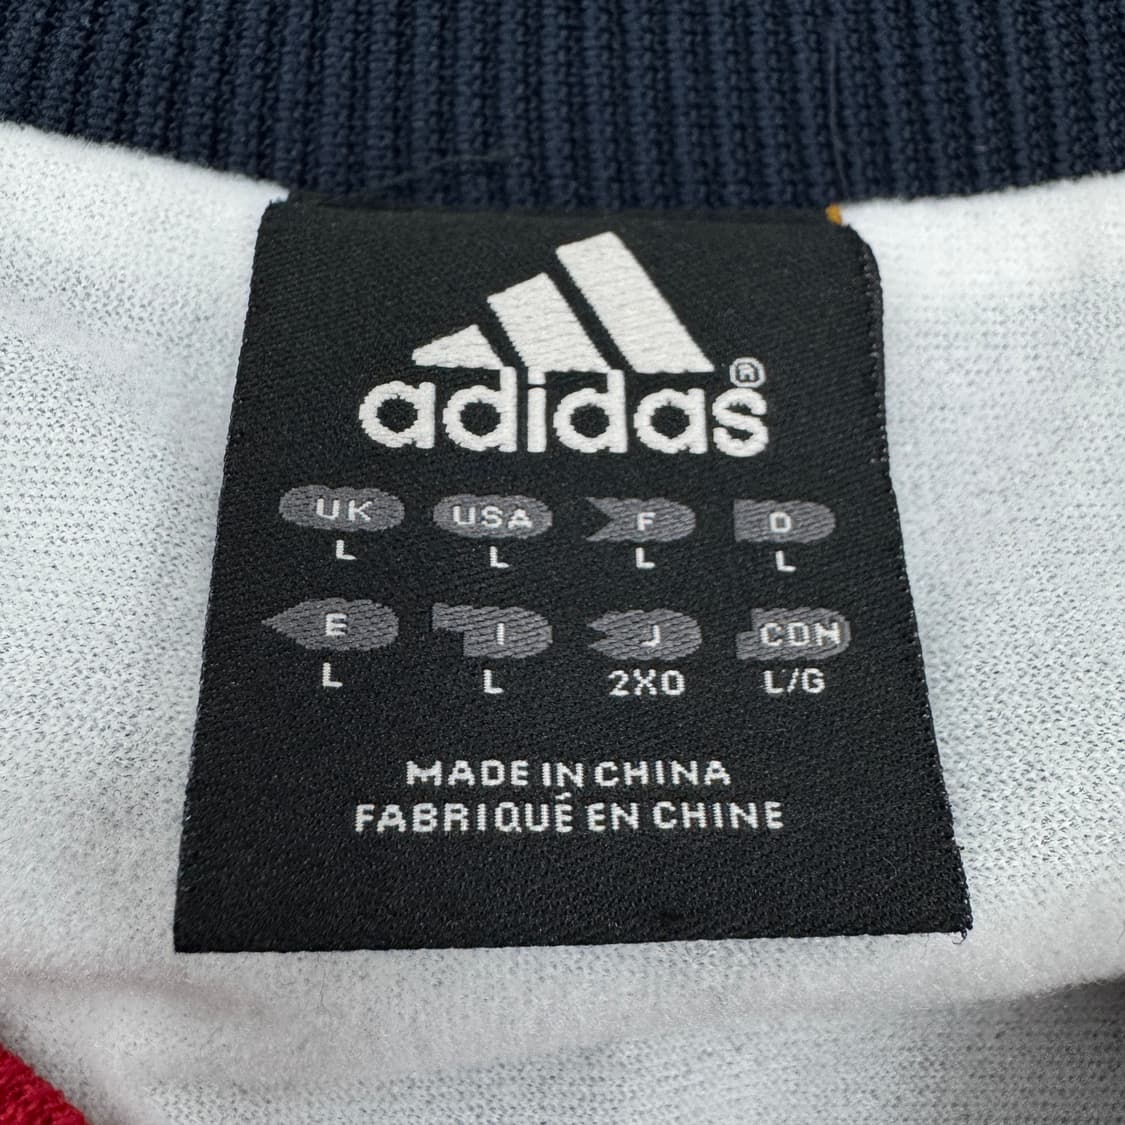 adidas®
UK USA F D
L L L L
E I J CDN
L L 2XO L/G
MADE IN CHINA
FABRIQUÉ EN CHINE